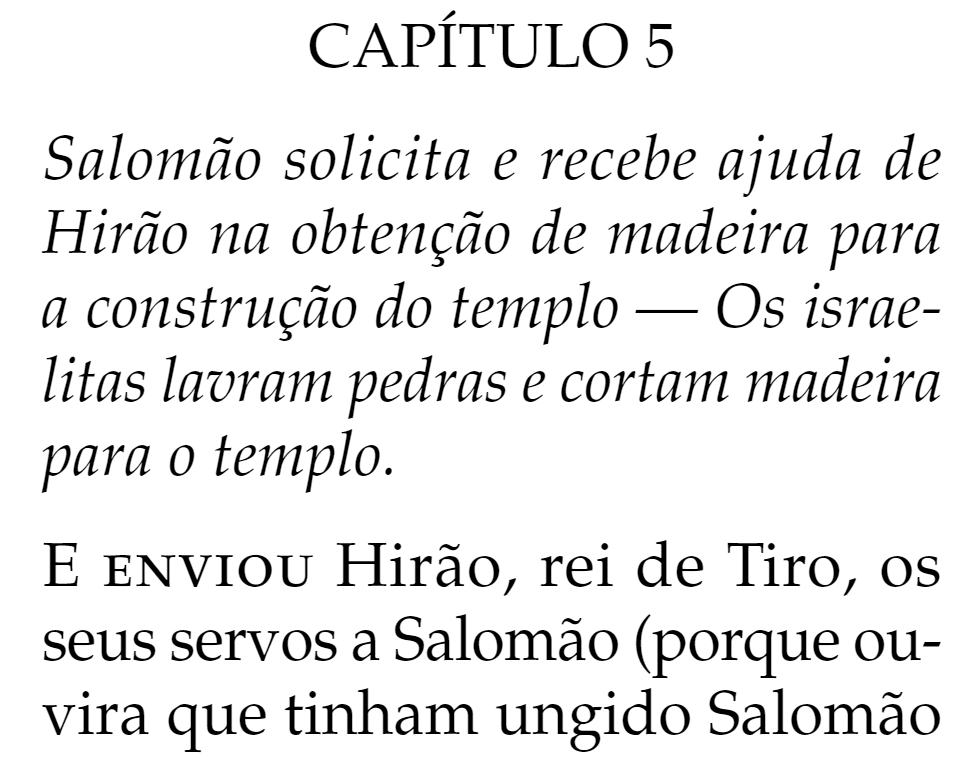 CAPÍTULO 5
Salomão solicita e recebe ajuda de
Hirão na obtenção de madeira para
a construção do templo — Os israe-
litas lavram pedras e cortam madeira
para o templo.
E ENVIOU Hirão, rei de Tiro, os
seus servos a Salomão (porque ou-
vira que tinham ungido Salomão